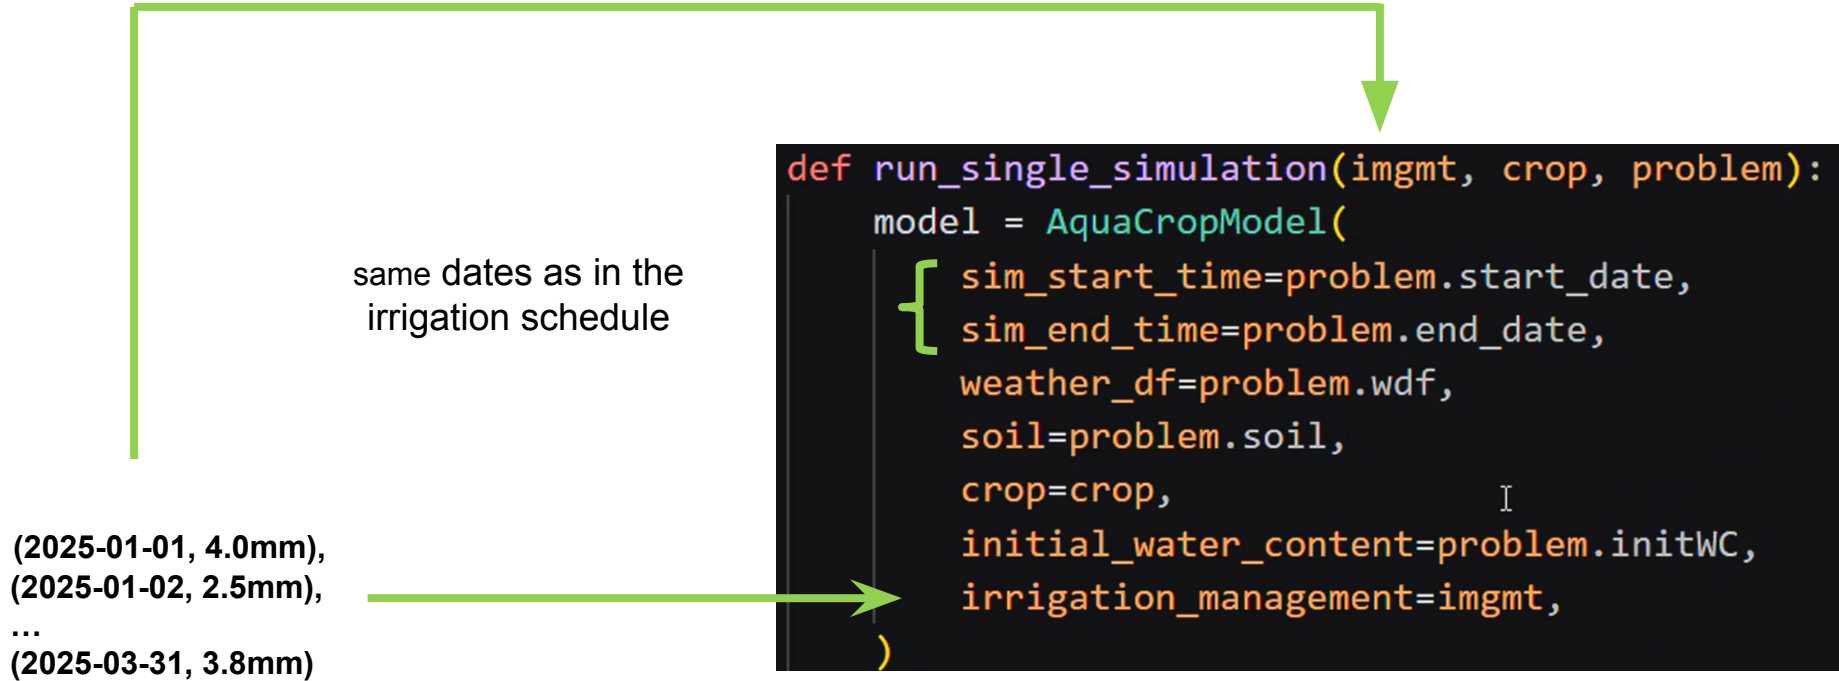 same dates as in the
irrigation schedule
(2025-01-01, 4.0mm),
(2025-01-02, 2.5mm),
...
(2025-03-31, 3.8mm)
def run_single_simulation(imgmt, crop, problem):
    model = AquaCropModel(
        sim_start_time=problem.start_date,
        sim_end_time=problem.end_date,
        weather_df=problem.wdf,
        soil=problem.soil,
        crop=crop,
        initial_water_content=problem.initWC,
        irrigation_management=imgmt,
    )